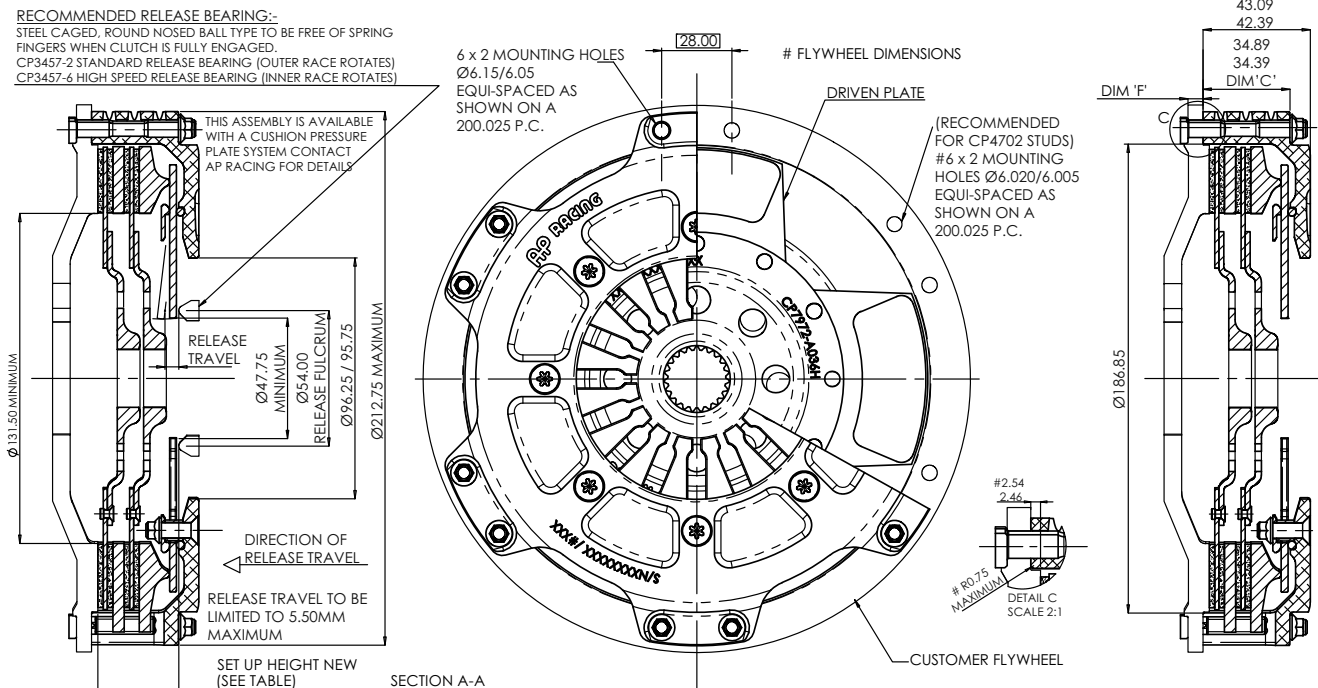 RECOMMENDED RELEASE BEARING:-
STEEL CAGED, ROUND NOSED BALL TYPE TO BE FREE OF SPRING
FINGERS WHEN CLUTCH IS FULLY ENGAGED.
CP3457-2 STANDARD RELEASE BEARING (OUTER RACE ROTATES)
CP3457-6 HIGH SPEED RELEASE BEARING (INNER RACE ROTATES)
THIS ASSEMBLY IS AVAILABLE
WITH A CUSHION PRESSURE
PLATE SYSTEM CONTACT
AP RACING FOR DETAILS
Ø131.50 MINIMUM
RELEASE
TRAVEL
Ø47.75
MINIMUM
Ø54.00
RELEASE FULCRUM
Ø96.25 / 95.75
Ø212.75 MAXIMUM
DIRECTION OF
RELEASE TRAVEL
RELEASE TRAVEL TO BE
LIMITED TO 5.50MM
MAXIMUM
SET UP HEIGHT NEW
(SEE TABLE)
SECTION A-A
6 x 2 MOUNTING HOLES
Ø6.15/6.05
EQUI-SPACED AS
SHOWN ON A
200.025 P.C.
28.00
# FLYWHEEL DIMENSIONS
DRIVEN PLATE
(RECOMMENDED
FOR CP4702 STUDS)
#6 x 2 MOUNTING
HOLES Ø6.020/6.005
EQUI-SPACED AS
SHOWN ON A
200.025 P.C.
AP RACING
CP7972-A036H
S/NXXXXXXXX /#XXX
#2.54
2.46
# R0.75
MAXIMUM
DETAIL C
SCALE 2:1
CUSTOMER FLYWHEEL
43.09
42.39
34.89
34.39
DIM'C'
DIM 'F'
C
Ø186.85